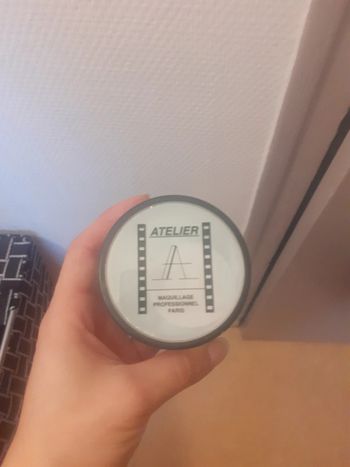 ATELIER
A
MAQUILLAGE
PROFESSIONNEL
PARIS